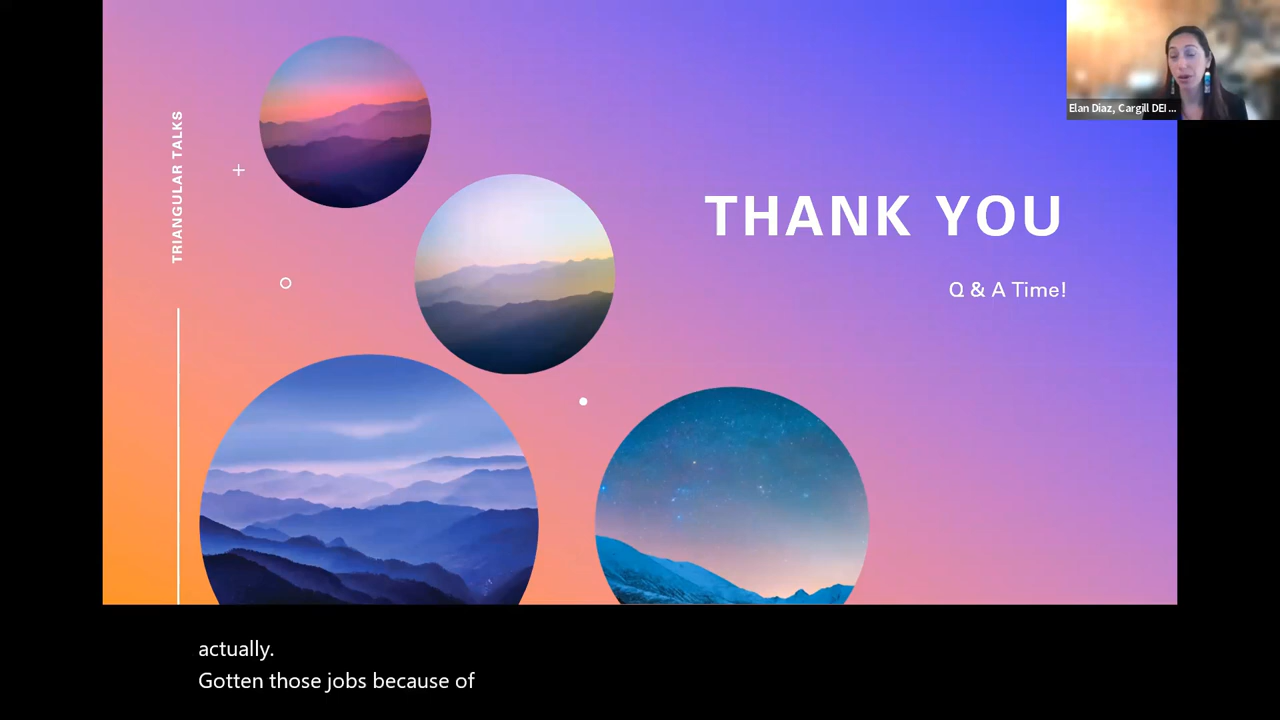 TRIANGULAR TALKS
THANK YOU
Q & A Time!
Elan Diaz, Cargill DEI ...
actually.
Gotten those jobs because of